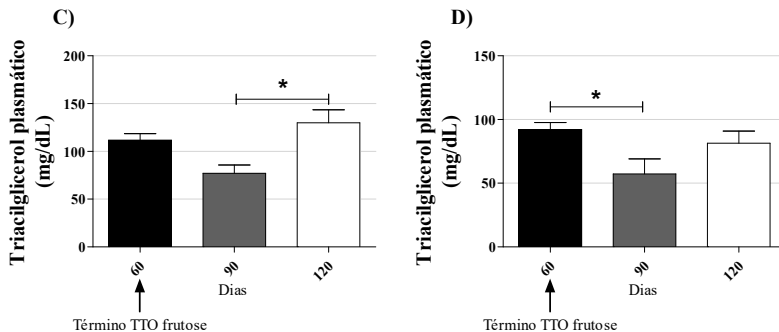 C)
Triacilglicerol plasmático
(mg/dL)
200
150
100
50
0
*
60
90
120
Dias
Término TTO frutose
D)
Triacilglicerol plasmático
(mg/dL)
150
100
50
0
*
60
90
120
Dias
Término TTO frutose